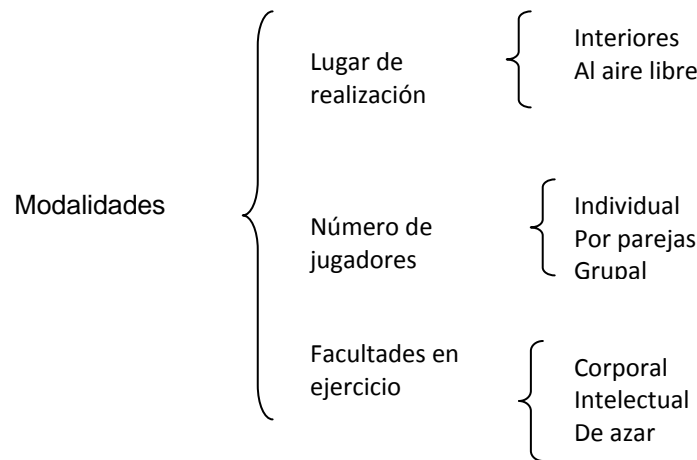 Modalidades
Lugar de
realización
Interiores
Al aire libre
Número de
jugadores
Individual
Por parejas
Grupal
Facultades en
ejercicio
Corporal
Intelectual
De azar